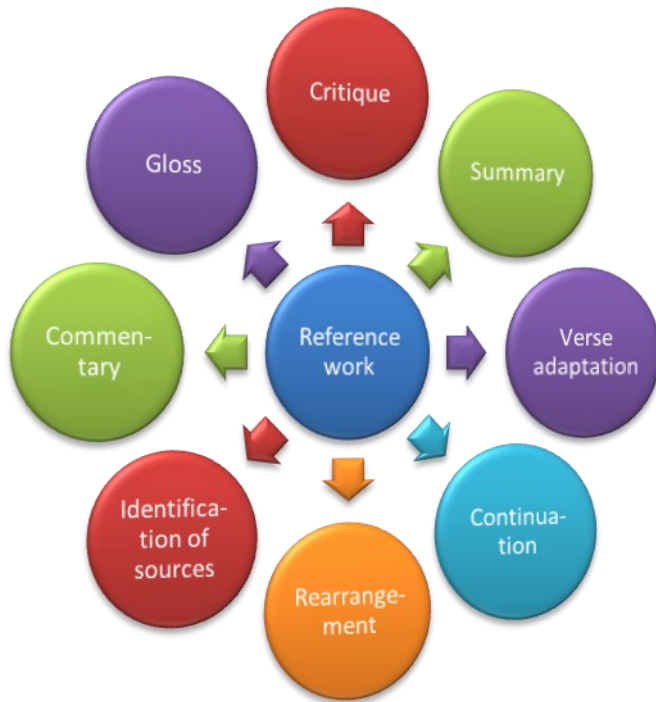 Critique
Summary
Verse
adaptation
Continua-
tion
Rearrange-
ment
Identifica-
tion of
sources
Commen-
tary
Gloss
Reference
work